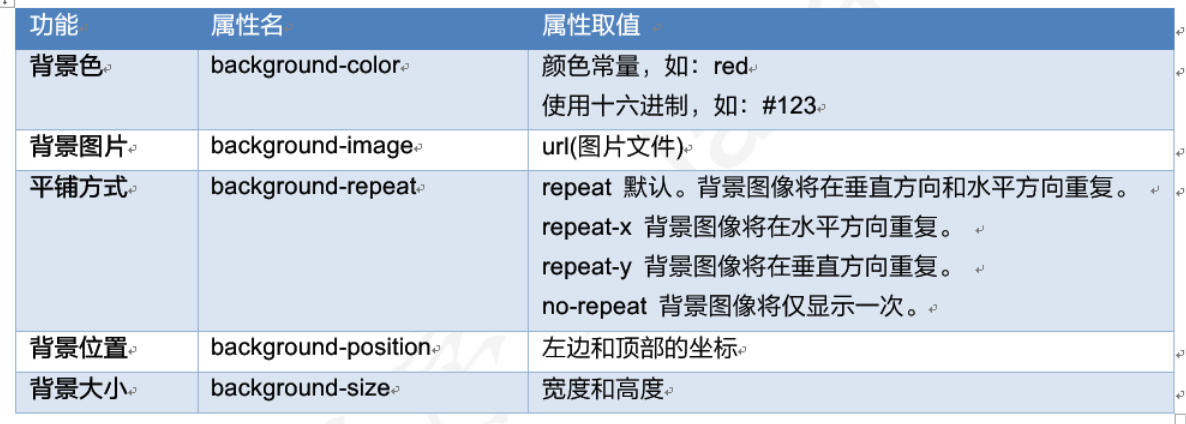 功能 属性名 属性取值
背景色 background-color 颜色常量，如：red
使用十六进制，如：#123
背景图片 background-image url(图片文件)
平铺方式 background-repeat repeat 默认。背景图像将在垂直方向和水平方向重复。
repeat-x 背景图像将在水平方向重复。
repeat-y 背景图像将在垂直方向重复。
no-repeat 背景图像将仅显示一次。
背景位置 background-position 左边和顶部的坐标
背景大小 background-size 宽度和高度